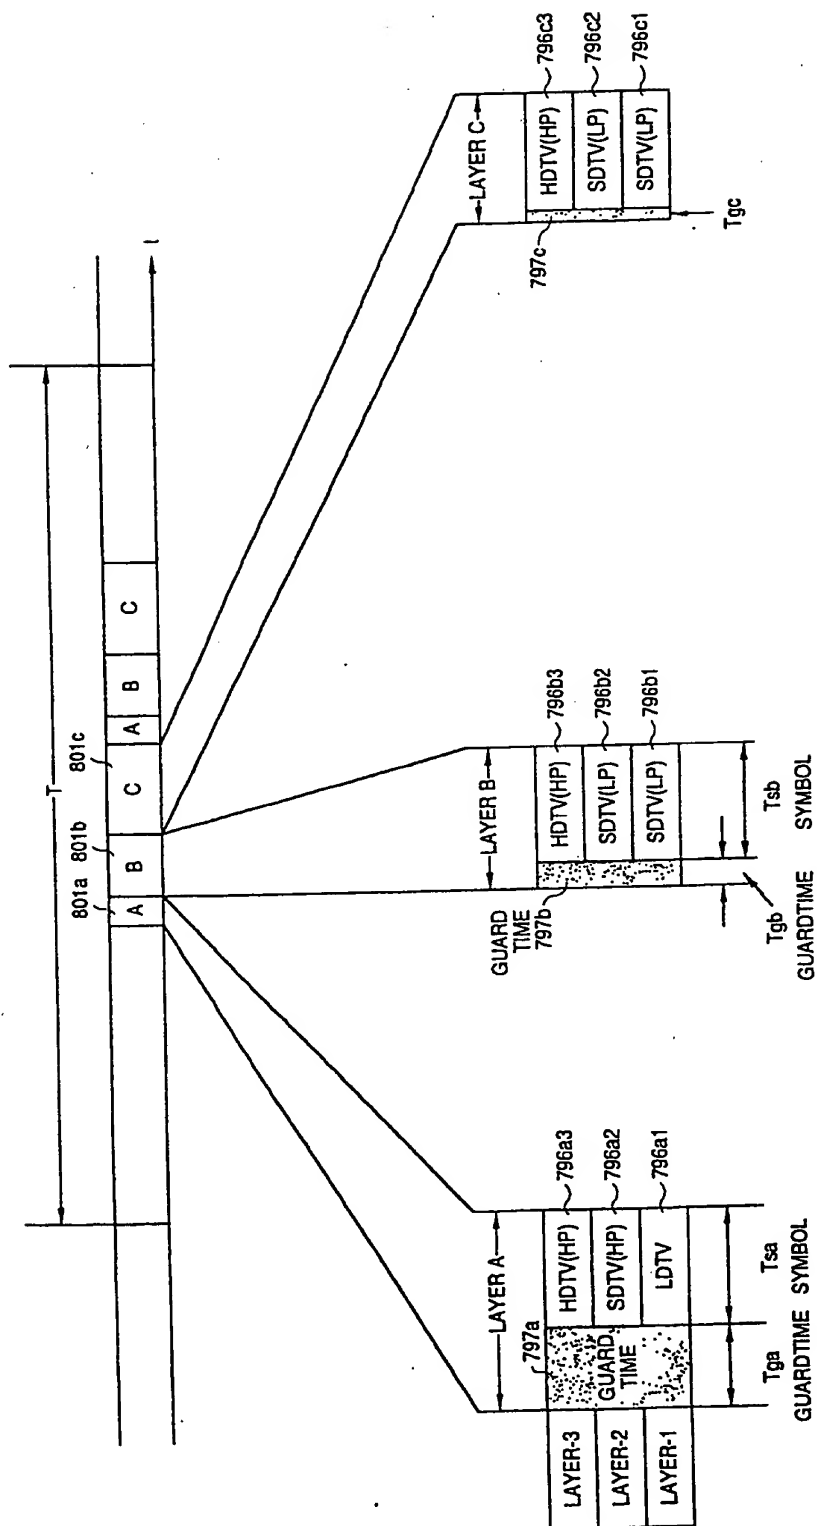 T
801a
801b
801c
A
B
C
A
B
C
t
LAYER A
LAYER B
LAYER C
797a
LAYER-3
GUARD
TIME
HDTV(HP)
796a3
LAYER-2
SDTV(HP)
796a2
LAYER-1
LDTV
796a1
Tga
Tsa
GUARDTIME
SYMBOL
GUARD
TIME
797b
HDTV(HP)
796b3
SDTV(LP)
796b2
SDTV(LP)
796b1
Tgb
Tsb
GUARDTIME
SYMBOL
797c
HDTV(HP)
796c3
SDTV(LP)
796c2
SDTV(LP)
796c1
Tgc